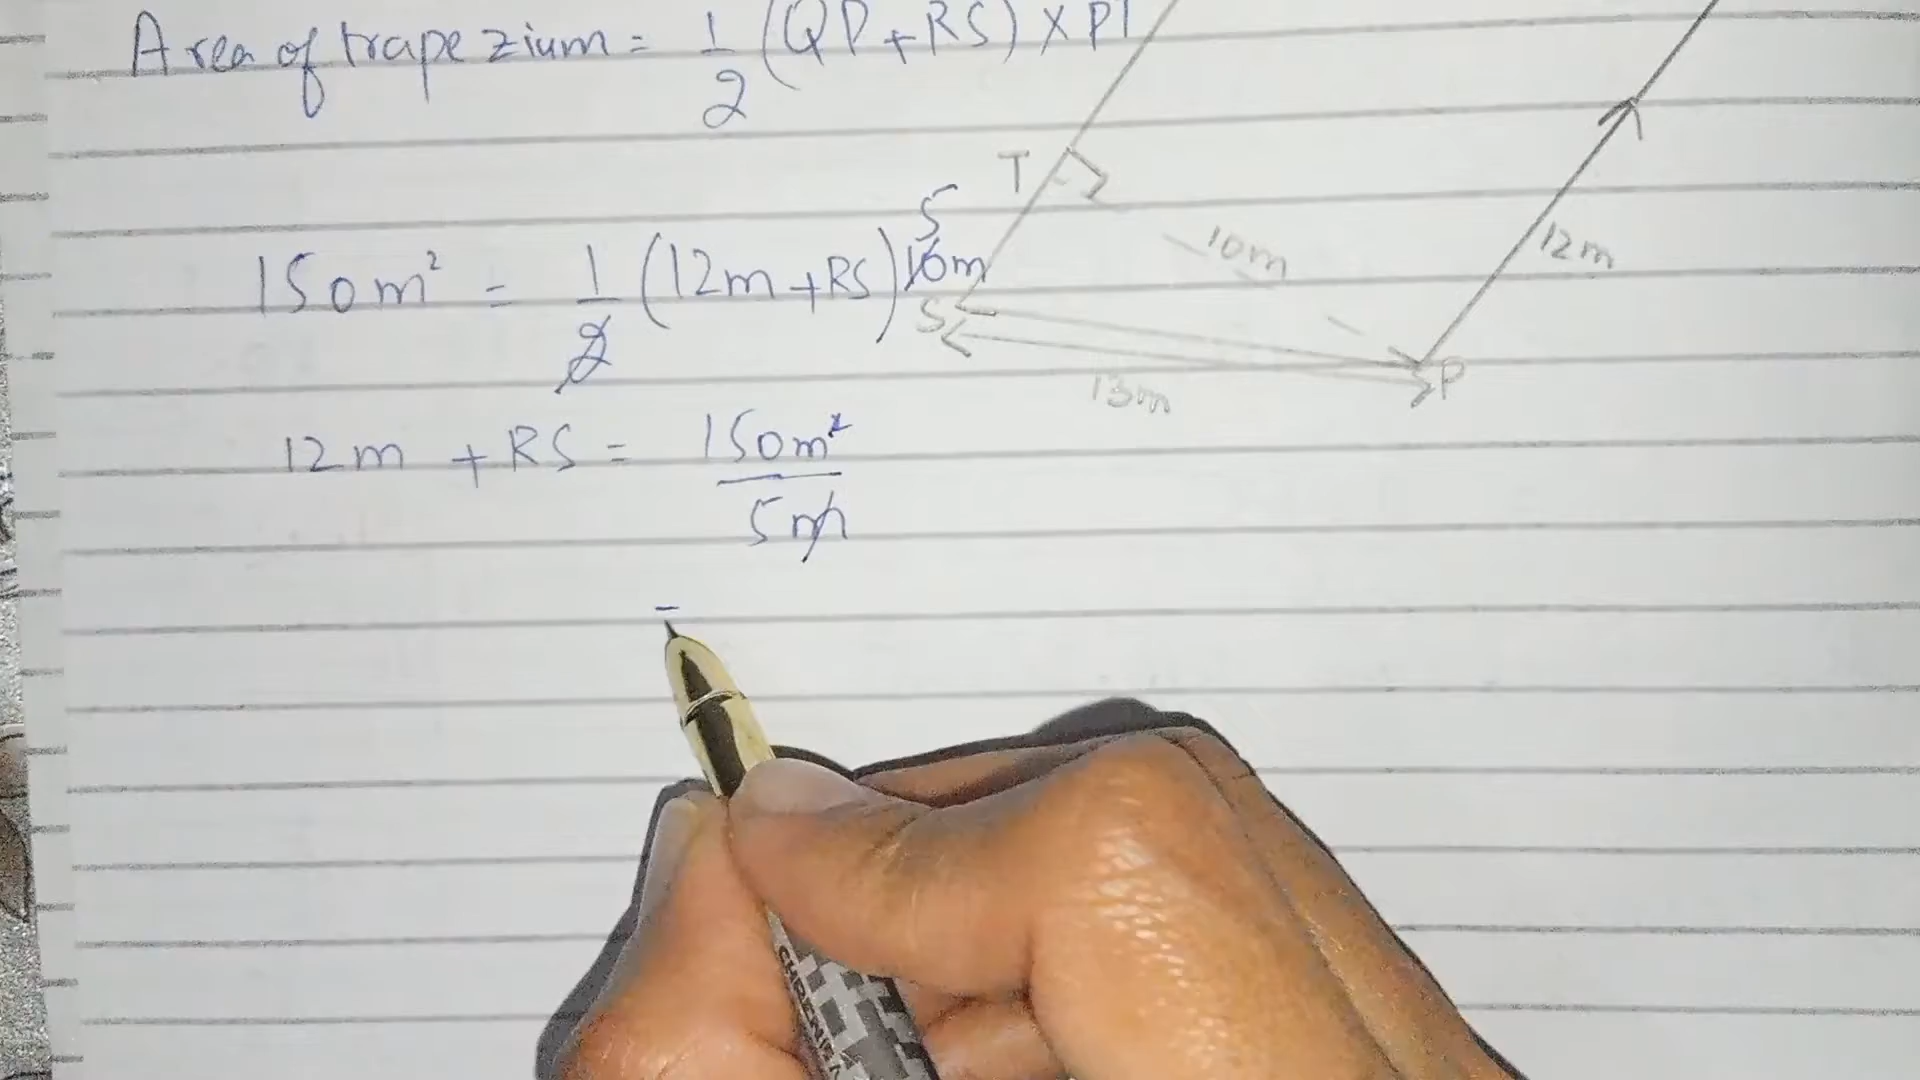 Area of trapezium = 1/2 (QP + RS) X PT
T
5
150m² = 1/2 (12m + RS) 10m
10m
12m
S
P
13m
12m + RS = 150m²/5m
=